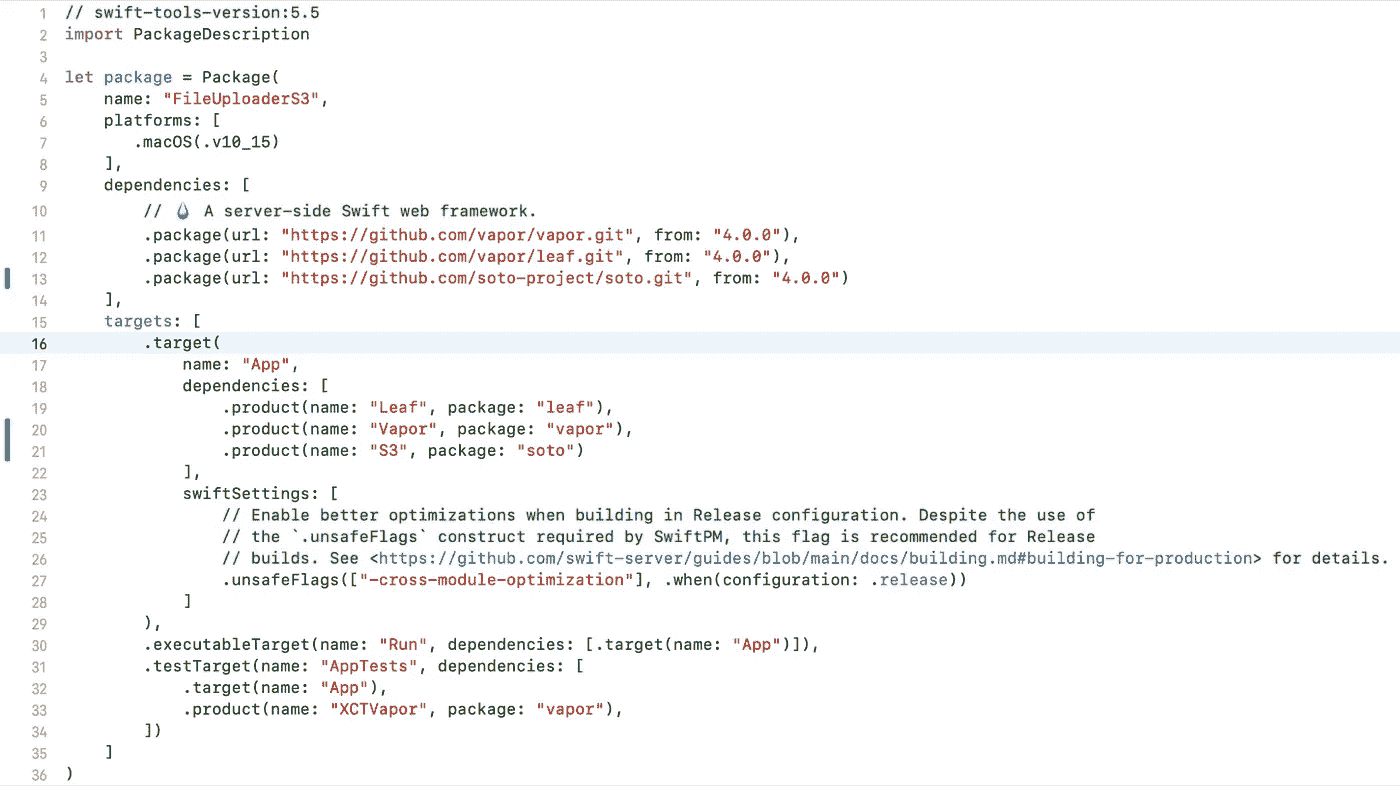 1 // swift-tools-version:5.5
2 import PackageDescription
3
4 let package = Package(
5     name: "FileUploaderS3",
6     platforms: [
7        .macOS(.v10_15)
8     ],
9     dependencies: [
10         // 💧 A server-side Swift web framework.
11         .package(url: "https://github.com/vapor/vapor.git", from: "4.0.0"),
12         .package(url: "https://github.com/vapor/leaf.git", from: "4.0.0"),
13         .package(url: "https://github.com/soto-project/soto.git", from: "4.0.0")
14     ],
15     targets: [
16         .target(
17             name: "App",
18             dependencies: [
19                 .product(name: "Leaf", package: "leaf"),
20                 .product(name: "Vapor", package: "vapor"),
21                 .product(name: "S3", package: "soto")
22             ],
23             swiftSettings: [
24                 // Enable better optimizations when building in Release configuration. Despite the use of
25                 // the `.unsafeFlags` construct required by SwiftPM, this flag is recommended for Release
26                 // builds. See <https://github.com/swift-server/guides/blob/main/docs/building.md#building-for-production> for details.
27                 .unsafeFlags(["-cross-module-optimization"], .when(configuration: .release))
28             ]
29         ),
30         .executableTarget(name: "Run", dependencies: [.target(name: "App")]),
31         .testTarget(name: "AppTests", dependencies: [
32             .target(name: "App"),
33             .product(name: "XCTVapor", package: "vapor"),
34         ])
35     ]
36 )